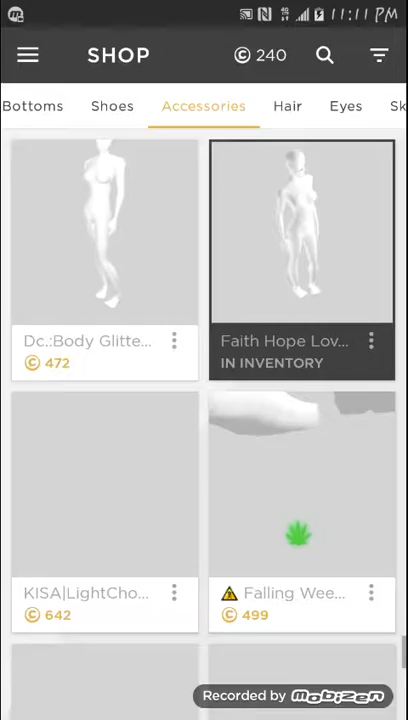 11:11 PM
SHOP
© 240
Bottoms Shoes Accessories Hair Eyes Sk
Dc.:Body Glitte...
© 472
Faith Hope Lov...
IN INVENTORY
KISA|LightCho...
© 642
Falling Wee...
© 499
Recorded by mobizen